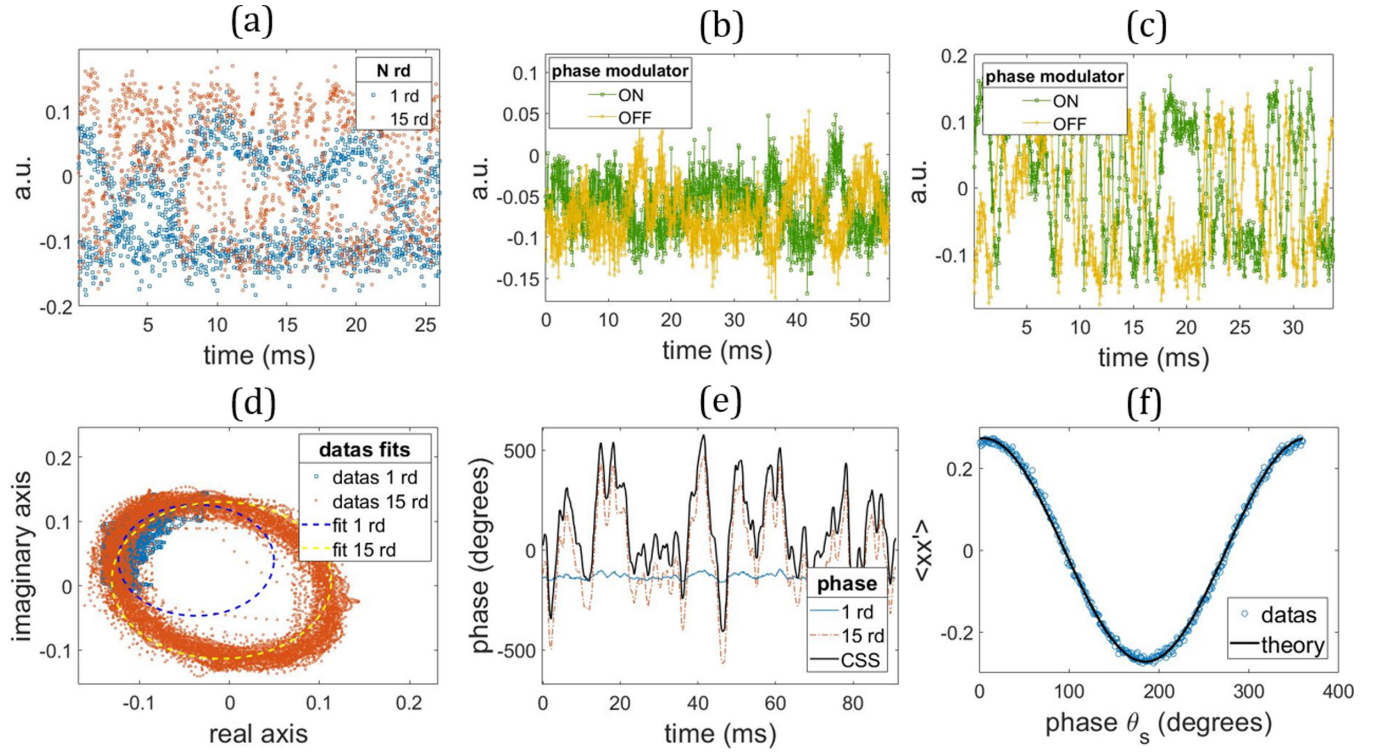 (a)
N rd
1 rd
15 rd
0.1
0
-0.1
-0.2
a.u.
5
10
15
20
25
time (ms)
(b)
phase modulator
ON
OFF
0.1
0.05
0
-0.05
-0.1
-0.15
a.u.
0
10
20
30
40
50
time (ms)
(c)
phase modulator
ON
OFF
0.2
0.1
0
-0.1
a.u.
5
10
15
20
25
30
time (ms)
(d)
datas fits
datas 1 rd
datas 15 rd
fit 1 rd
fit 15 rd
0.2
0.1
0
-0.1
imaginary axis
-0.1
0
0.1
0.2
real axis
(e)
500
0
-500
phase (degrees)
phase
1 rd
15 rd
CSS
0
20
40
60
80
time (ms)
(f)
0.2
0
-0.2
<xx'>
datas
theory
0
100
200
300
400
phase θs (degrees)